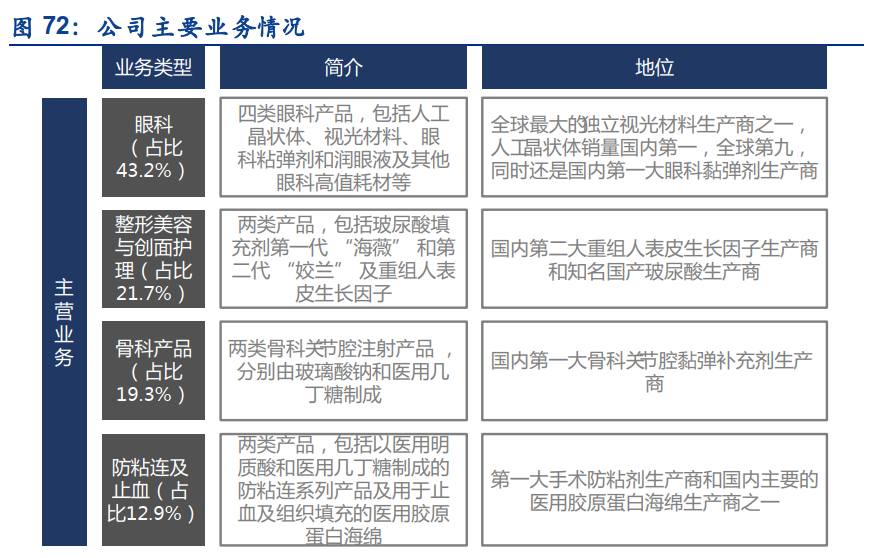 图 72：公司主要业务情况
业务类型
简介
地位
主
营
业
务
眼科
（占比
43.2%）
四类眼科产品，包括人工
晶状体、视光材料、眼
科粘弹剂和润眼液及其他
眼科高值耗材等
全球最大的独立视光材料生产商之一，
人工晶状体销量国内第一，全球第九，
同时还是国内第一大眼科黏弹剂生产商
整形美容
与创面护
理（占比
21.7%）
两类产品，包括玻尿酸填
充剂第一代 “海薇” 和第
二代 “姣兰” 及重组人表
皮生长因子
国内第二大重组人表皮生长因子生产商
和知名国产玻尿酸生产商
骨科产品
（占比
19.3%）
两类骨科关节腔注射产品，
分别由玻璃酸钠和医用几
丁糖制成
国内第一大骨科关节腔黏弹补充剂生产
商
防粘连及
止血（占
比12.9%）
两类产品，包括以医用明
质酸和医用几丁糖制成的
防粘连系列产品及用于止
血及组织填充的医用胶原
蛋白海绵
第一大手术防粘剂生产商和国内主要的
医用胶原蛋白海绵生产商之一